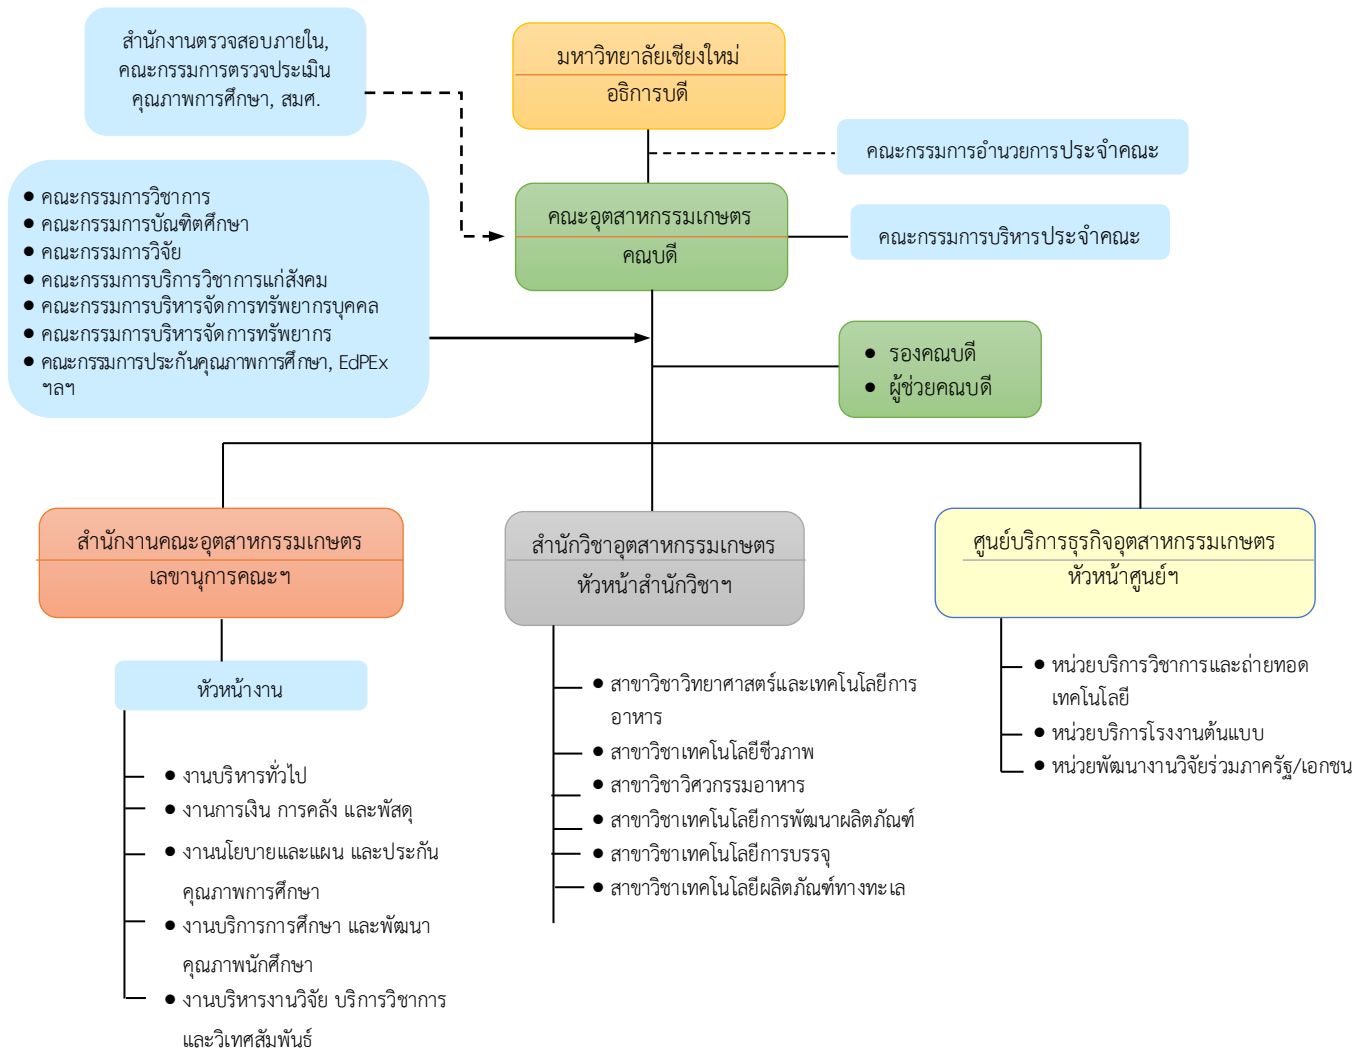 สำนักงานตรวจสอบภายใน,
คณะกรรมการตรวจประเมิน
คุณภาพการศึกษา, สมศ.
มหาวิทยาลัยเชียงใหม่
อธิการบดี
คณะกรรมการอำนวยการประจำคณะ
● คณะกรรมการวิชาการ
● คณะกรรมการบัณฑิตศึกษา
● คณะกรรมการวิจัย
● คณะกรรมการบริการวิชาการแก่สังคม
● คณะกรรมการบริหารจัดการทรัพยากรบุคคล
● คณะกรรมการบริหารจัดการทรัพยากร
● คณะกรรมการประกันคุณภาพการศึกษา, EdPEx
ฯลฯ
คณะอุตสาหกรรมเกษตร
คณบดี
คณะกรรมการบริหารประจำคณะ
● รองคณบดี
● ผู้ช่วยคณบดี
สำนักงานคณะอุตสาหกรรมเกษตร
เลขานุการคณะฯ
หัวหน้างาน
● งานบริหารทั่วไป
● งานการเงิน การคลัง และพัสดุ
● งานนโยบายและแผน และประกัน
คุณภาพการศึกษา
● งานบริการการศึกษา และพัฒนา
คุณภาพนักศึกษา
● งานบริหารงานวิจัย บริการวิชาการ
และวิเทศสัมพันธ์
สำนักวิชาอุตสาหกรรมเกษตร
หัวหน้าสำนักวิชาฯ
● สาขาวิชาวิทยาศาสตร์และเทคโนโลยีการ
อาหาร
● สาขาวิชาเทคโนโลยีชีวภาพ
● สาขาวิชาวิศวกรรมอาหาร
● สาขาวิชาเทคโนโลยีการพัฒนาผลิตภัณฑ์
● สาขาวิชาเทคโนโลยีการบรรจุ
● สาขาวิชาเทคโนโลยีผลิตภัณฑ์ทางทะเล
ศูนย์บริการธุรกิจอุตสาหกรรมเกษตร
หัวหน้าศูนย์ฯ
● หน่วยบริการวิชาการและถ่ายทอด
เทคโนโลยี
● หน่วยบริการโรงงานต้นแบบ
● หน่วยพัฒนางานวิจัยร่วมภาครัฐ/เอกชน